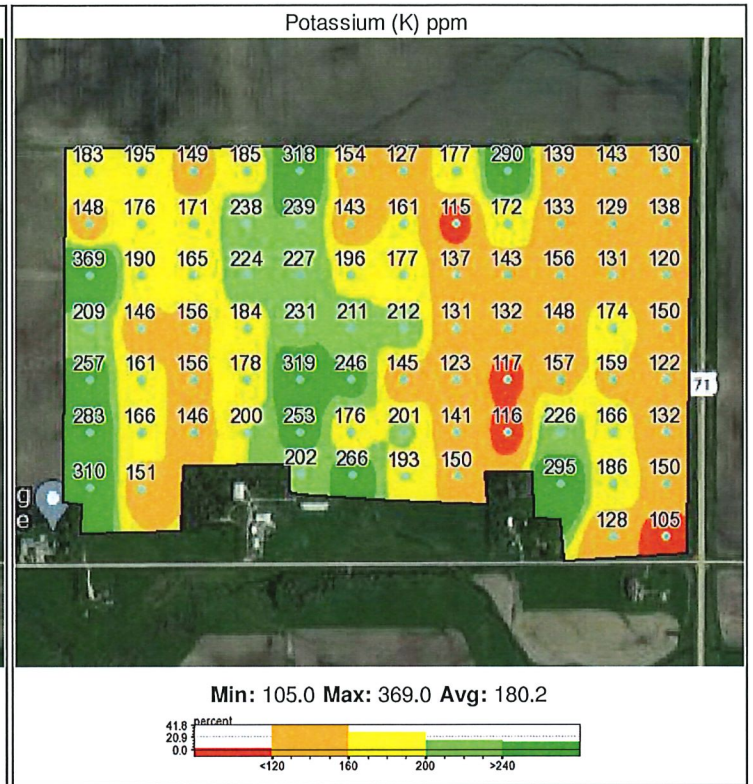 Potassium (K) ppm
183 195 149 185 318 154 127 177 290 139 143 130
148 176 171 238 239 143 161 115 172 133 129 138
369 190 165 224 227 196 177 137 143 156 131 120
209 146 156 184 231 211 212 131 132 148 174 150
257 161 156 178 319 246 145 123 117 157 159 122
71
283 166 146 200 253 176 201 141 116 226 166 132
310 151 202 266 193 150 295 186 150
g
e
128 105
Min: 105.0 Max: 369.0 Avg: 180.2
percent
41.8
20.9
0.0
<120 160 200 >240